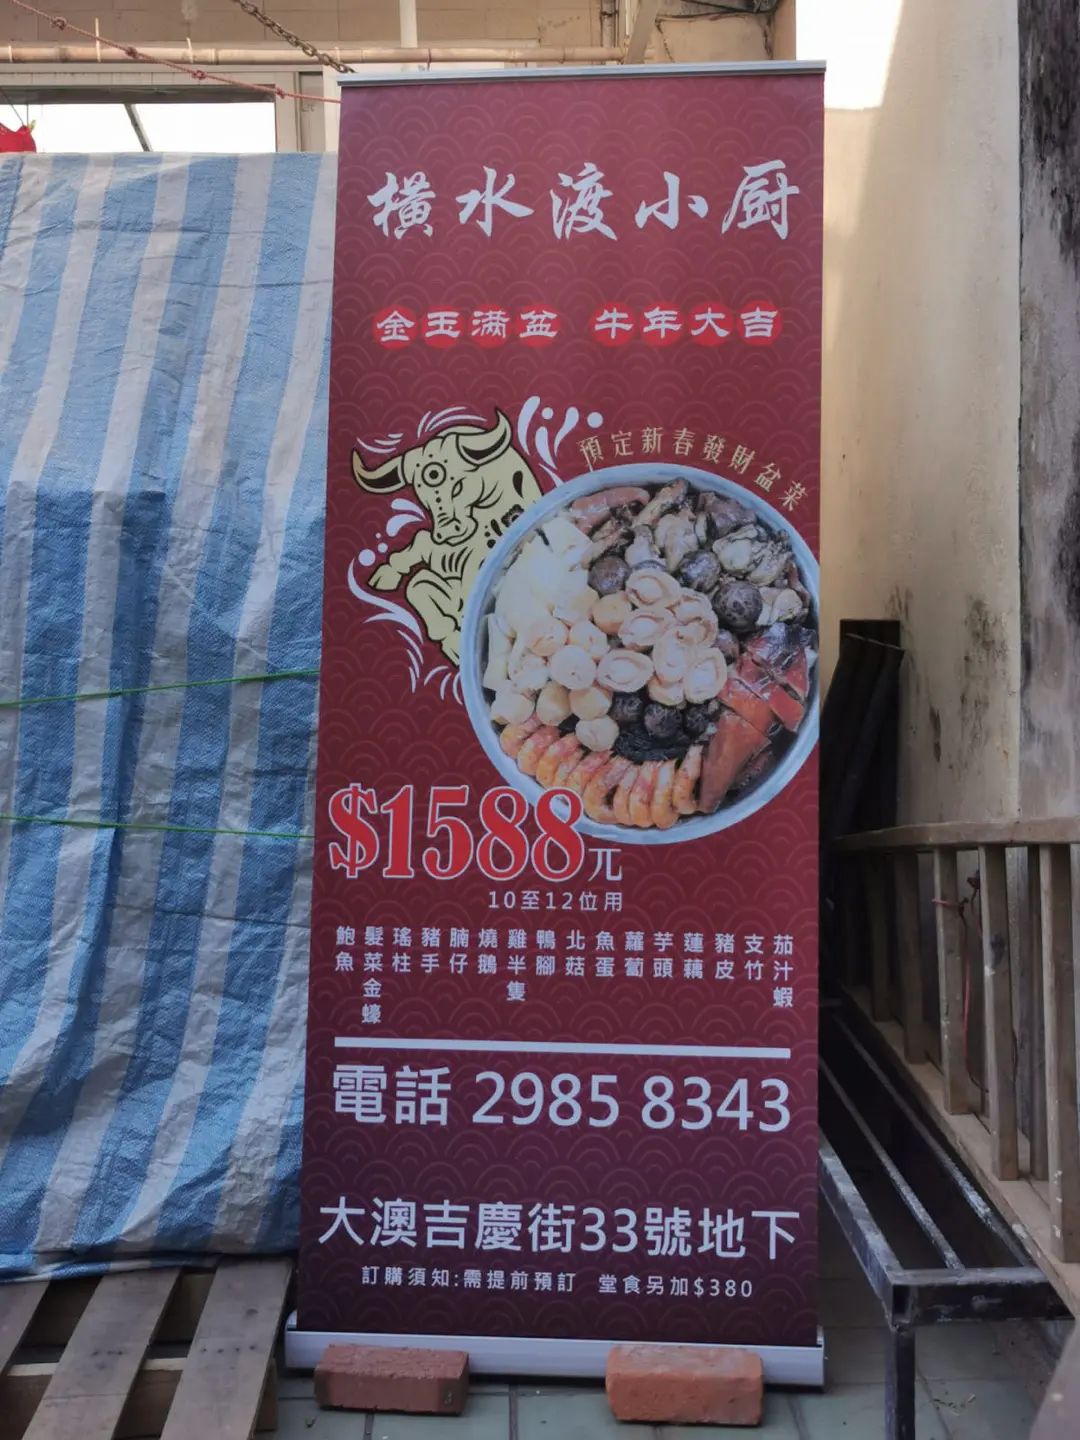 橫水渡小厨
金玉满盆 牛年大吉
預定新春發財盆菜
$1588元
10至12位用
鮑魚 髮菜金蠔 瑤柱 豬手 腩仔 燒鵝 雞半隻 鴨腳 北菇 魚蛋 蘿蔔 芋頭 蓮藕 豬皮 支竹 茄汁蝦
電話 2985 8343
大澳吉慶街33號地下
訂購須知:需提前預訂 堂食另加$380